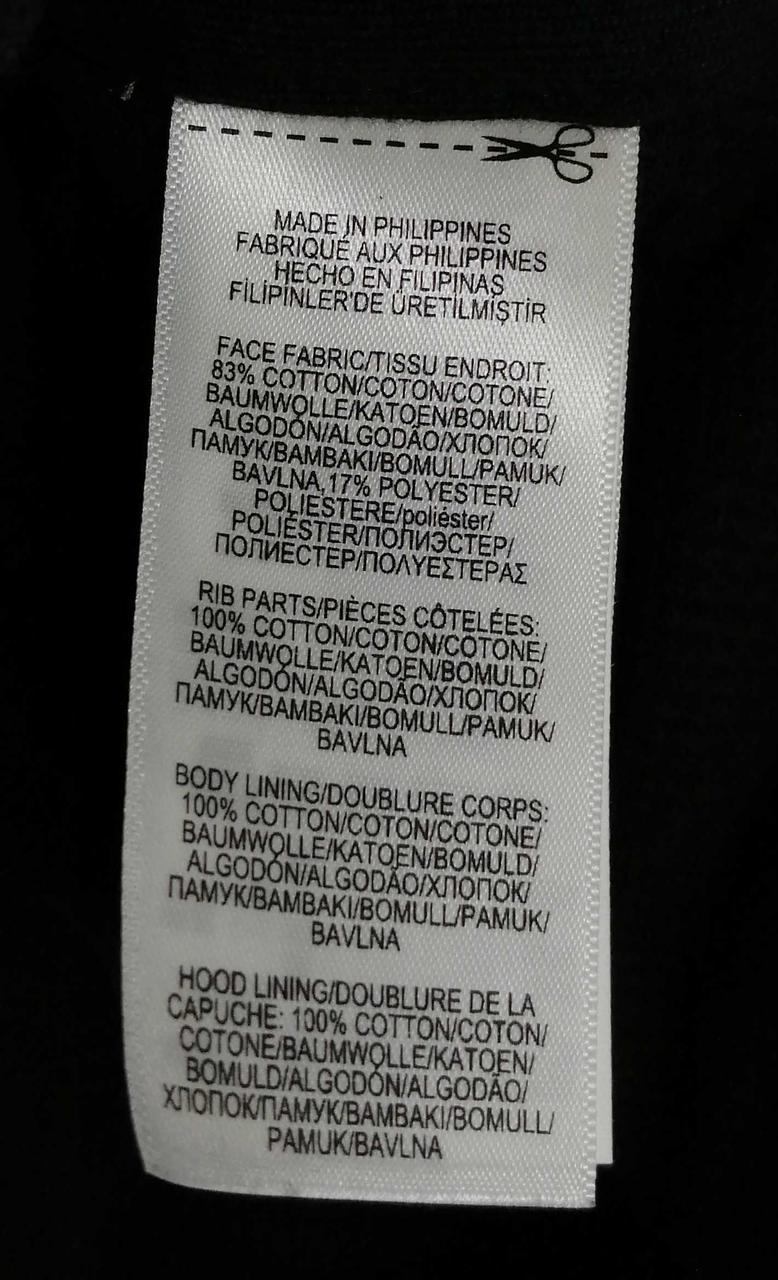 MADE IN PHILIPPINES
FABRIQUÉ AUX PHILIPPINES
HECHO EN FILIPINAS
FİLİPİNLER'DE ÜRETİLMİŞTİR
FACE FABRIC/TISSU ENDROIT:
83% COTTON/COTON/COTONE/
BAUMWOLLE/KATOEN/BOMULD/
ALGODÓN/ALGODÃO/ХЛОПОК/
ПАМУК/BAMBAKI/BOMULL/PAMUK/
BAVLNA,17% POLYESTER/
POLIESTERE/poliéster/
POLIÉSTER/ПОЛИЭСТЕР/
ПОЛИЕСТЕР/ΠΟΛΥΕΣΤΕΡΑΣ
RIB PARTS/PIÈCES CÔTELÉES:
100% COTTON/COTON/COTONE/
BAUMWOLLE/KATOEN/BOMULD/
ALGODÓN/ALGODÃO/ХЛОПОК/
ПАМУК/BAMBAKI/BOMULL/PAMUK/
BAVLNA
BODY LINING/DOUBLURE CORPS:
100% COTTON/COTON/COTONE/
BAUMWOLLE/KATOEN/BOMULD/
ALGODÓN/ALGODÃO/ХЛОПОК/
ПАМУК/BAMBAKI/BOMULL/PAMUK/
BAVLNA
HOOD LINING/DOUBLURE DE LA
CAPUCHE: 100% COTTON/COTON/
COTONE/BAUMWOLLE/KATOEN/
BOMULD/ALGODÓN/ALGODÃO/
ХЛОПОК/ПАМУК/BAMBAKI/BOMULL/
PAMUK/BAVLNA